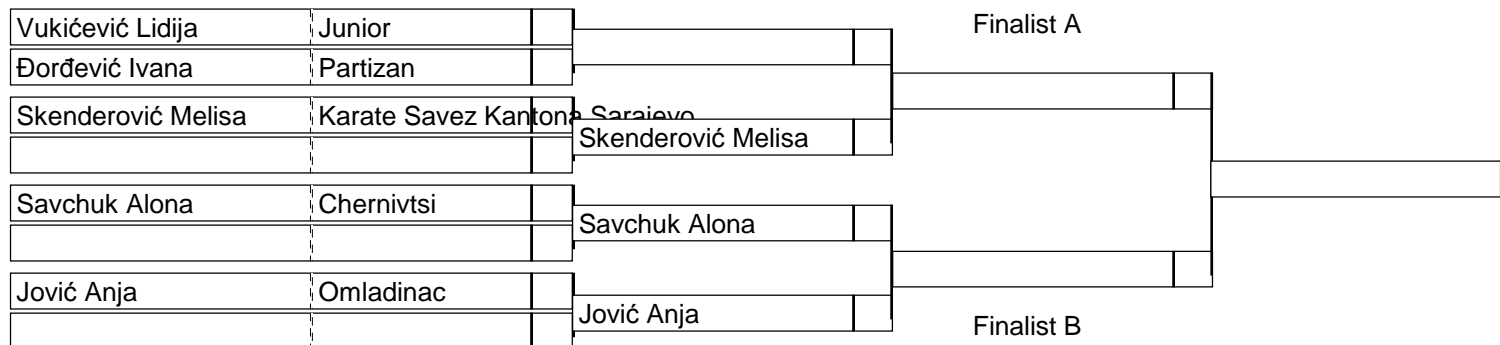 Vukićević Lidija Junior
Đorđević Ivana Partizan
Skenderović Melisa Karate Savez Kantona Sarajevo
Savchuk Alona Chernivtsi
Jović Anja Omladinac
Skenderović Melisa
Savchuk Alona
Jović Anja
Finalist A
Finalist B